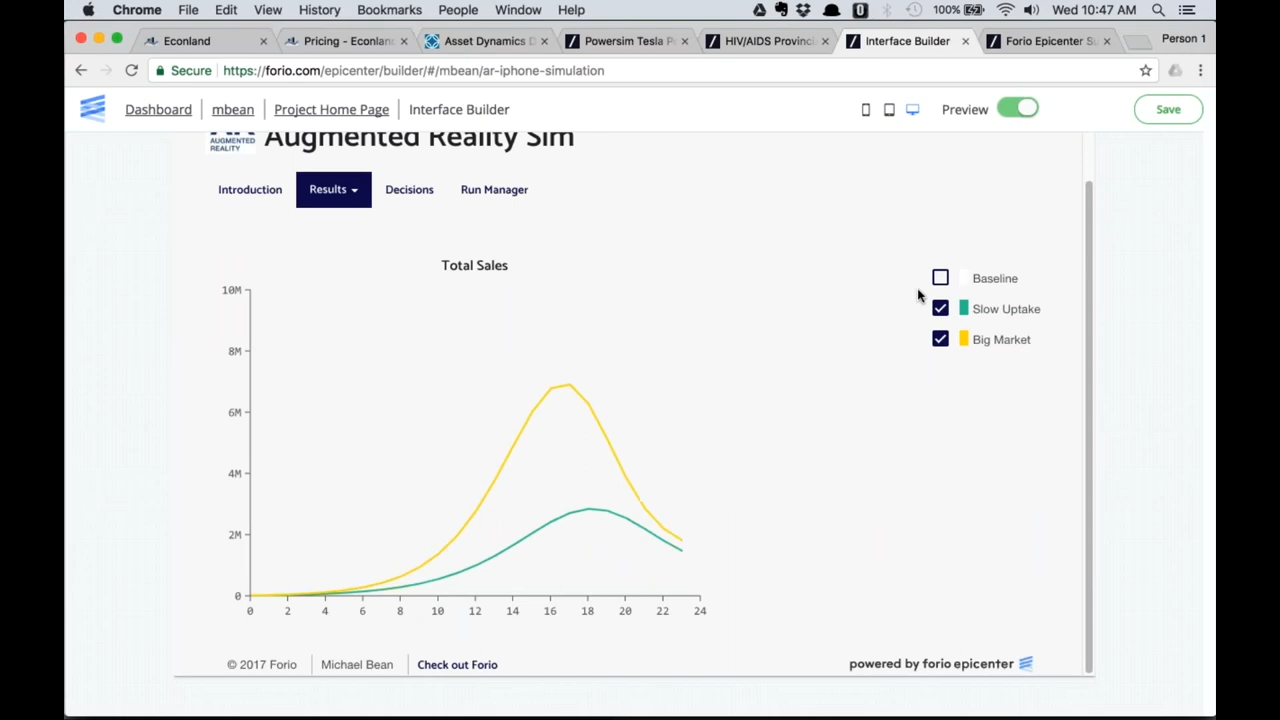 Chrome File Edit View History Bookmarks People Window Help 100% Wed 10:47 AM
Econland Pricing - Econlan Asset Dynamics D Powersim Tesla P HIV/AIDS Provinci Interface Builder Forio Epicenter Su Person 1
Secure https://forio.com/epicenter/builder/#/mbean/ar-iphone-simulation
Dashboard mbean Project Home Page Interface Builder Preview Save
AUGMENTED
REALITY
Augmented Reality Sim
Introduction Results Decisions Run Manager
Total Sales
Baseline
Slow Uptake
Big Market
10M
8M
6M
4M
2M
0
0 2 4 6 8 10 12 14 16 18 20 22 24
© 2017 Forio Michael Bean Check out Forio powered by forio epicenter